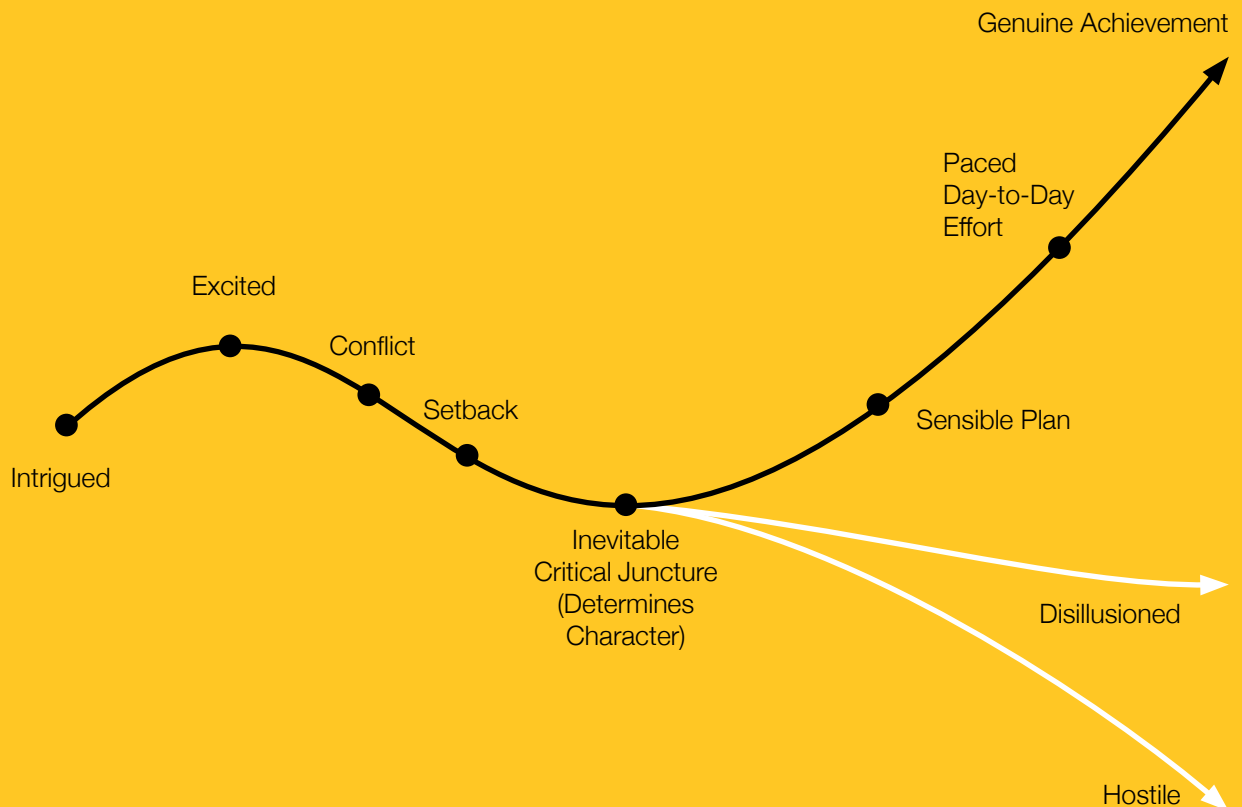 Genuine Achievement
Paced
Day-to-Day
Effort
Excited
Conflict
Setback
Sensible Plan
Intrigued
Inevitable
Critical Juncture
(Determines
Character)
Disillusioned
Hostile